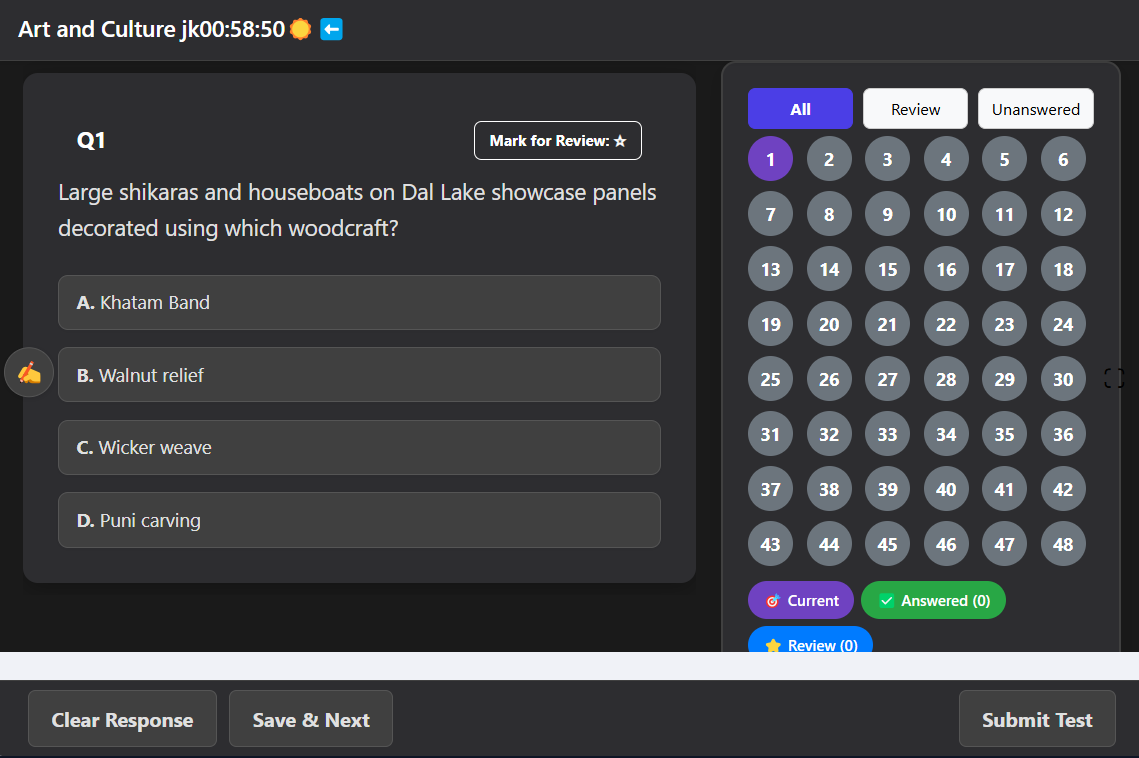 Art and Culture jk00:58:50
Q1
Mark for Review: ☆
Large shikaras and houseboats on Dal Lake showcase panels
decorated using which woodcraft?
A. Khatam Band
B. Walnut relief
C. Wicker weave
D. Puni carving
All Review Unanswered
1 2 3 4 5 6
7 8 9 10 11 12
13 14 15 16 17 18
19 20 21 22 23 24
25 26 27 28 29 30
31 32 33 34 35 36
37 38 39 40 41 42
43 44 45 46 47 48
Current Answered (0)
Review (0)
Clear Response Save & Next Submit Test